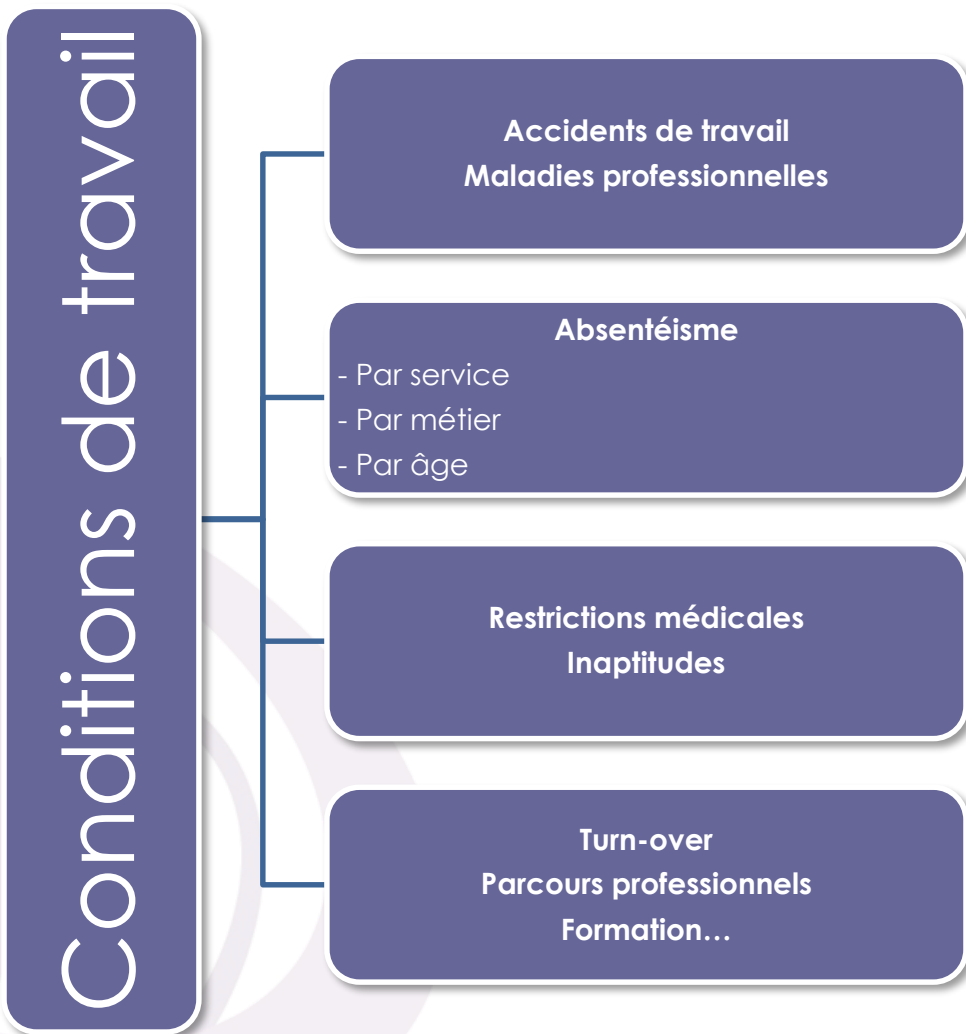 Conditions de travail
Accidents de travail
Maladies professionnelles
Absentéisme
- Par service
- Par métier
- Par âge
Restrictions médicales
Inaptitudes
Turn-over
Parcours professionnels
Formation…